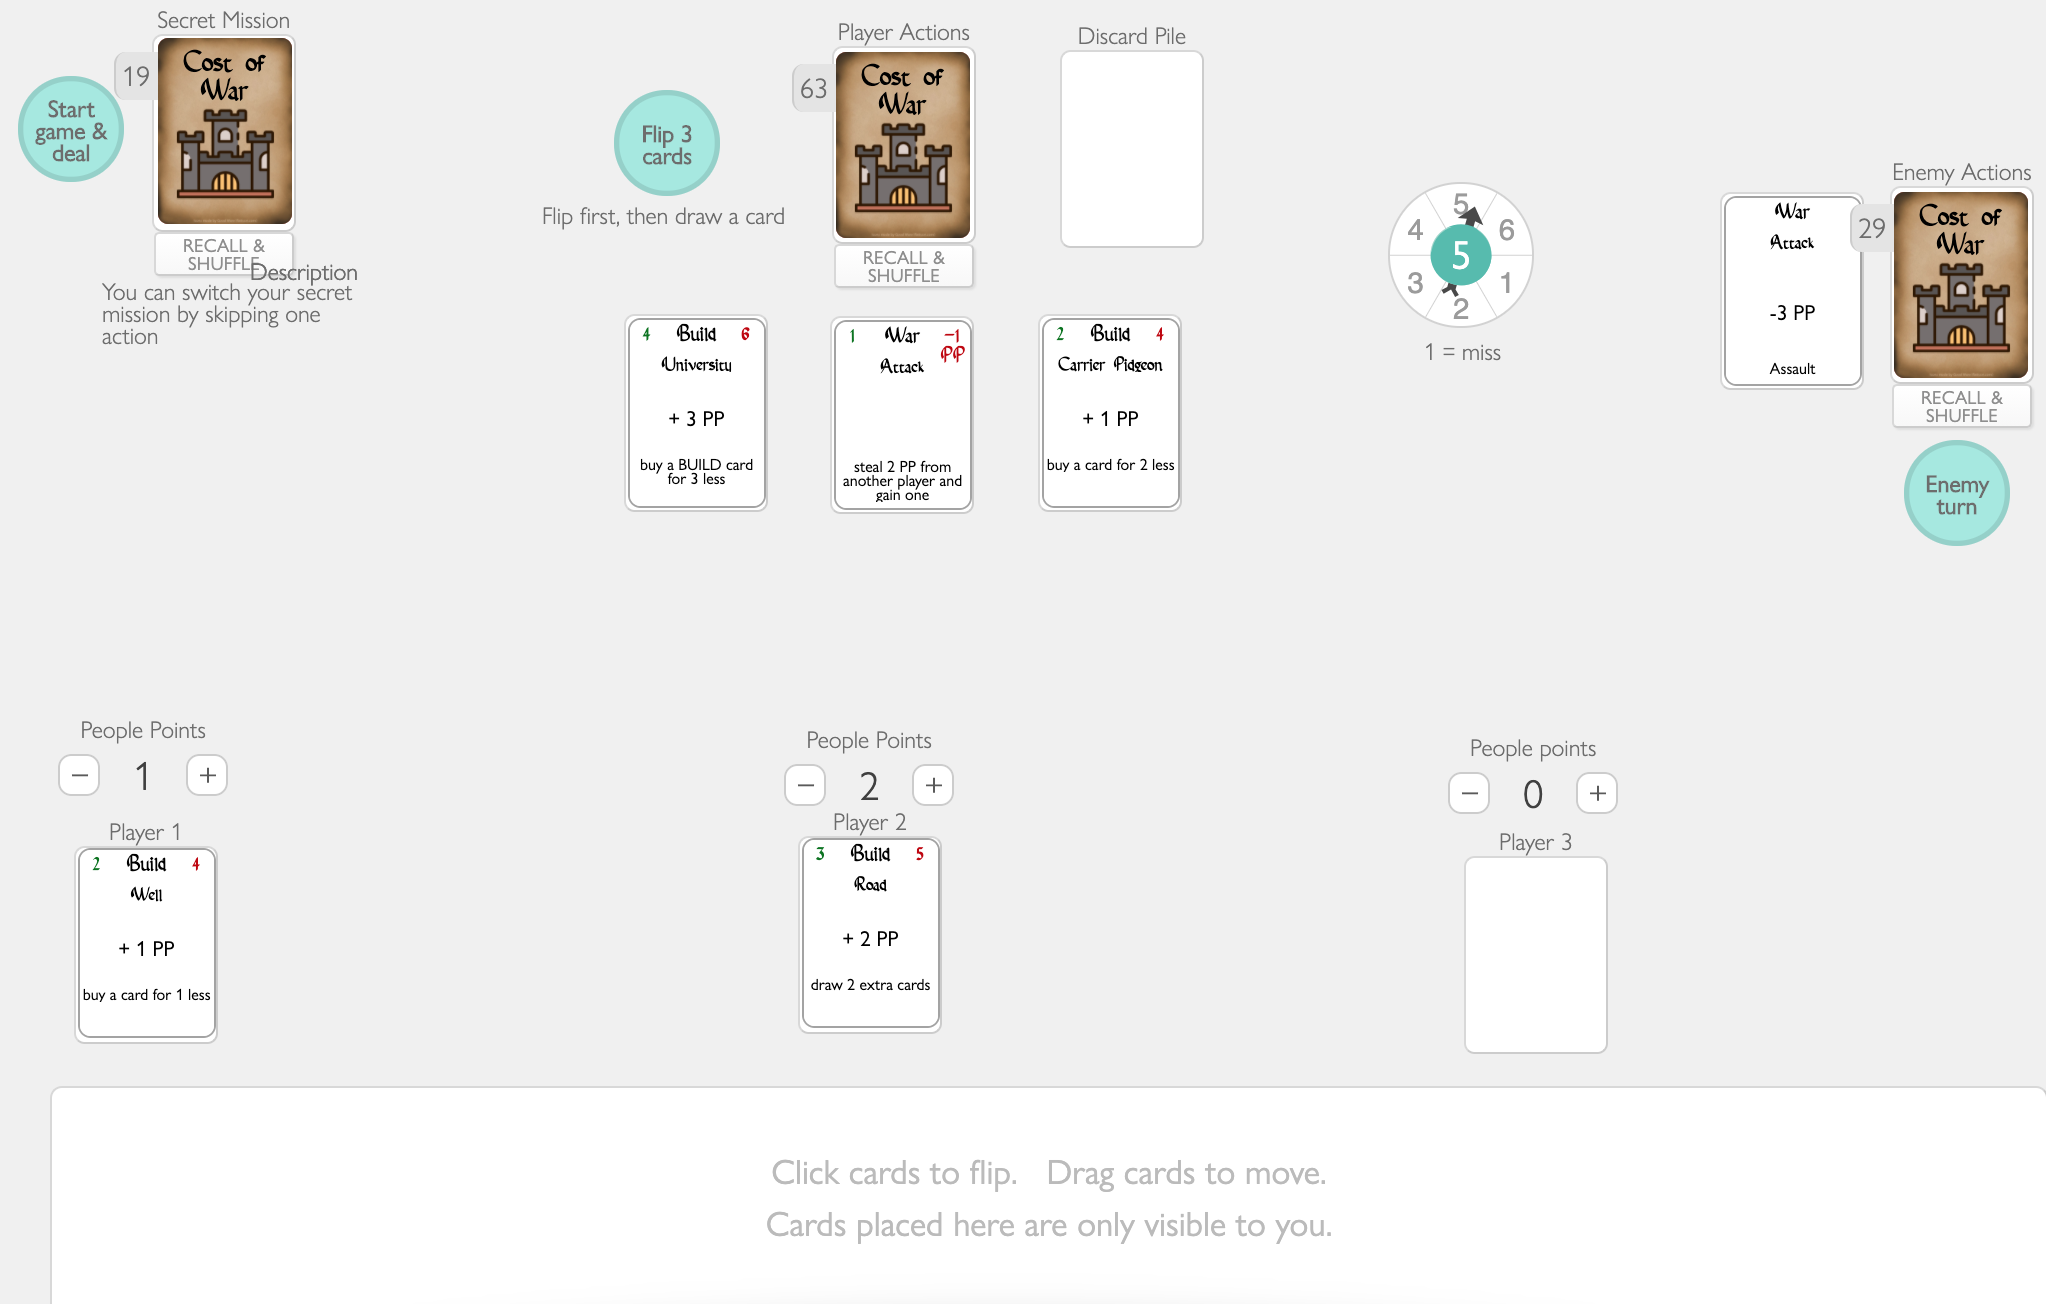 Secret Mission
19
Cost of
War
Start
game &
deal
RECALL &
SHUFFLE
Description
You can switch your secret
mission by skipping one
action
Player Actions
63
Cost of
War
Flip 3
cards
Flip first, then draw a card
RECALL &
SHUFFLE
Discard Pile
4 Build 6
University
+ 3 PP
buy a BUILD card
for 3 less
1 War -1
PP
Attack
steal 2 PP from
another player and
gain one
2 Build 4
Carrier Pidgeon
+ 1 PP
buy a card for 2 less
5
4 6
5
3 1
2
1 = miss
Enemy Actions
War
Attack
-3 PP
Assault
29
Cost of
War
RECALL &
SHUFFLE
Enemy
turn
People Points
− 1 +
Player 1
2 Build 4
Well
+ 1 PP
buy a card for 1 less
People Points
− 2 +
Player 2
3 Build 5
Road
+ 2 PP
draw 2 extra cards
People points
− 0 +
Player 3
Click cards to flip. Drag cards to move.
Cards placed here are only visible to you.